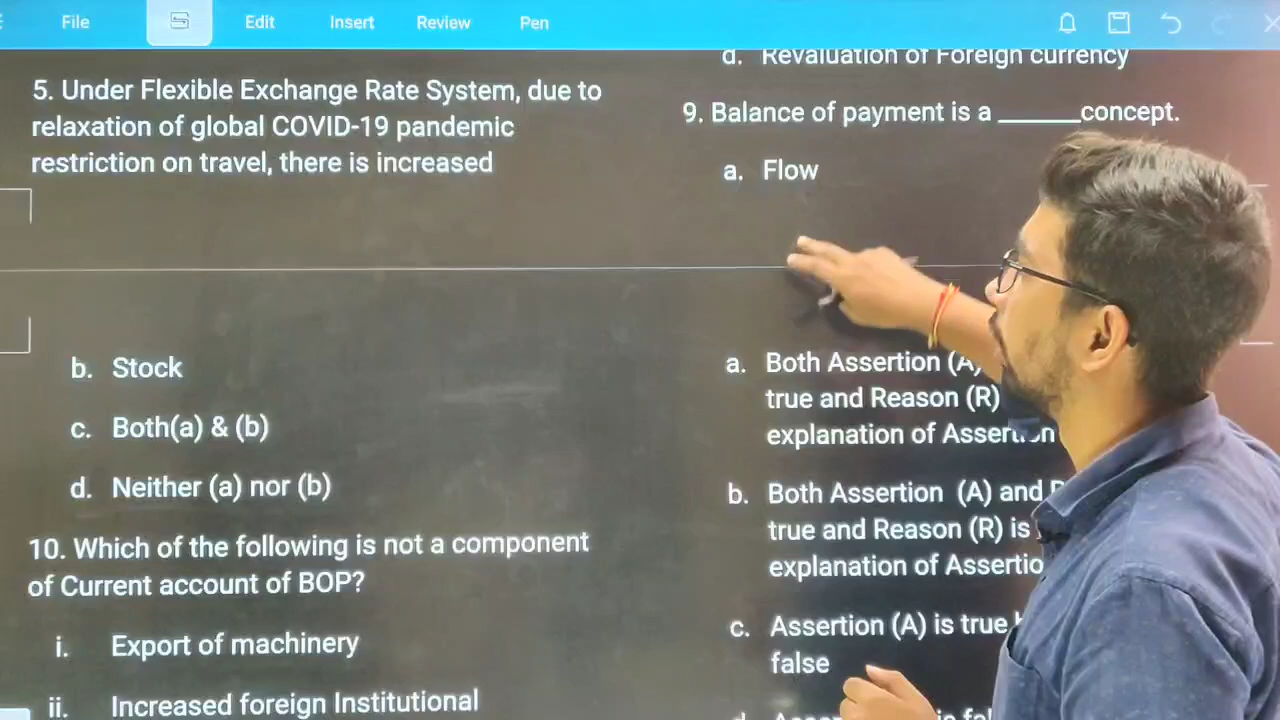 File
Edit
Insert
Review
Pen
5. Under Flexible Exchange Rate System, due to
relaxation of global COVID-19 pandemic
restriction on travel, there is increased
d. Revaluation of Foreign currency
9. Balance of payment is a ______concept.
a. Flow
b. Stock
c. Both(a) & (b)
d. Neither (a) nor (b)
10. Which of the following is not a component
of Current account of BOP?
i. Export of machinery
ii. Increased foreign Institutional
a. Both Assertion (A)
true and Reason (R)
explanation of Assertion
b. Both Assertion (A) and
true and Reason (R) is
explanation of Assertio
c. Assertion (A) is true
false